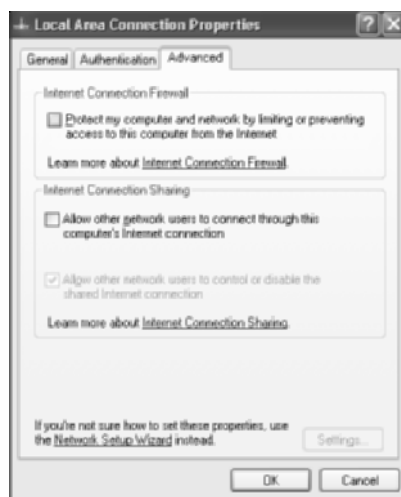 Local Area Connection Properties
General Authentication Advanced
Internet Connection Firewall
Protect my computer and network by limiting or preventing
access to this computer from the Internet
Learn more about Internet Connection Firewall.
Internet Connection Sharing
Allow other network users to connect through this
computer's Internet connection
Allow other network users to control or disable the
shared Internet connection
Learn more about Internet Connection Sharing.
If you're not sure how to set these properties, use
the Network Setup Wizard instead.
Settings...
OK Cancel